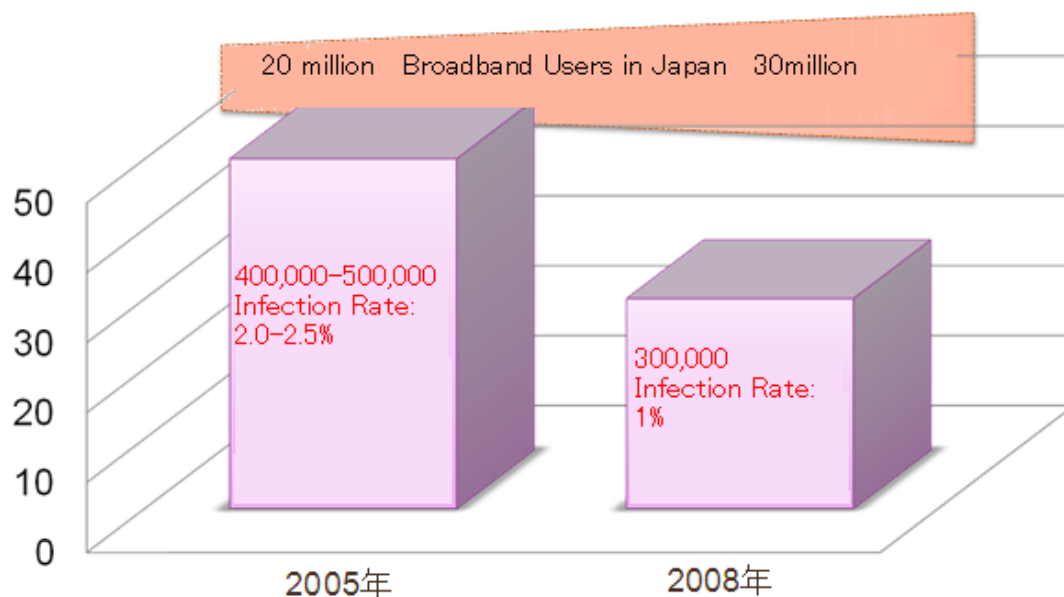 20 million Broadband Users in Japan 30million
50
40
30
20
10
0
400,000-500,000
Infection Rate:
2.0-2.5%
300,000
Infection Rate:
1%
2005年
2008年